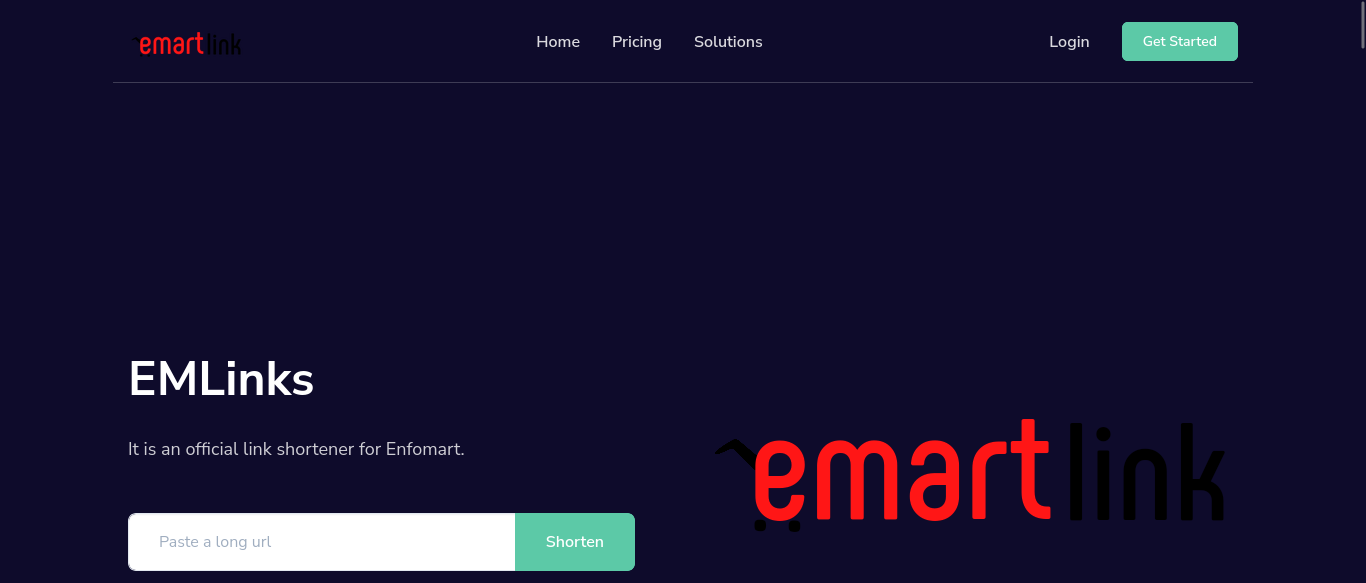 emartlink
Home Pricing Solutions Login Get Started
EMLinks
It is an official link shortener for Enfomart.
emartlink
Paste a long url Shorten